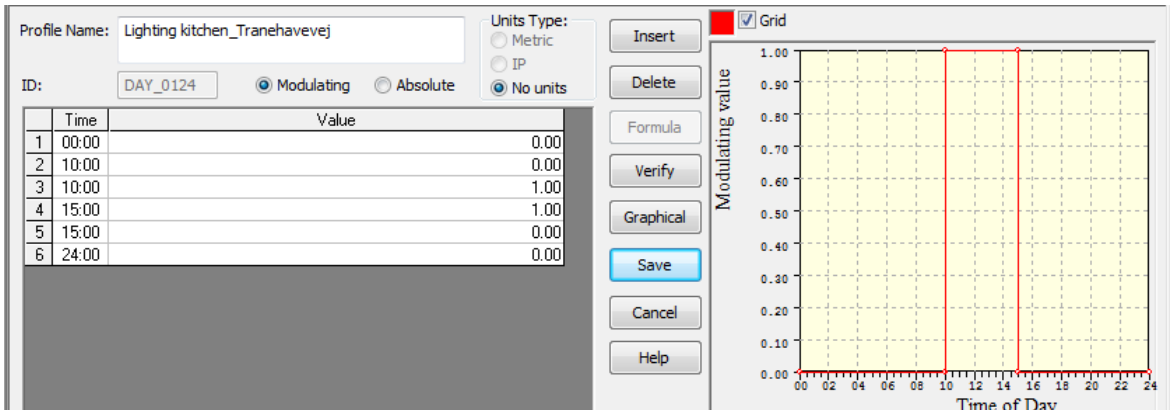 Profile Name: Lighting kitchen_Tranehavevej
Units Type:
Metric
IP
No units
ID: DAY_0124 Modulating Absolute
Time Value
1 00:00 0.00
2 10:00 0.00
3 10:00 1.00
4 15:00 1.00
5 15:00 0.00
6 24:00 0.00
Insert
Delete
Formula
Verify
Graphical
Save
Cancel
Help
Grid
Modulating value
1.00
0.90
0.80
0.70
0.60
0.50
0.40
0.30
0.20
0.10
0.00
00 02 04 06 08 10 12 14 16 18 20 22 24
Time of Day